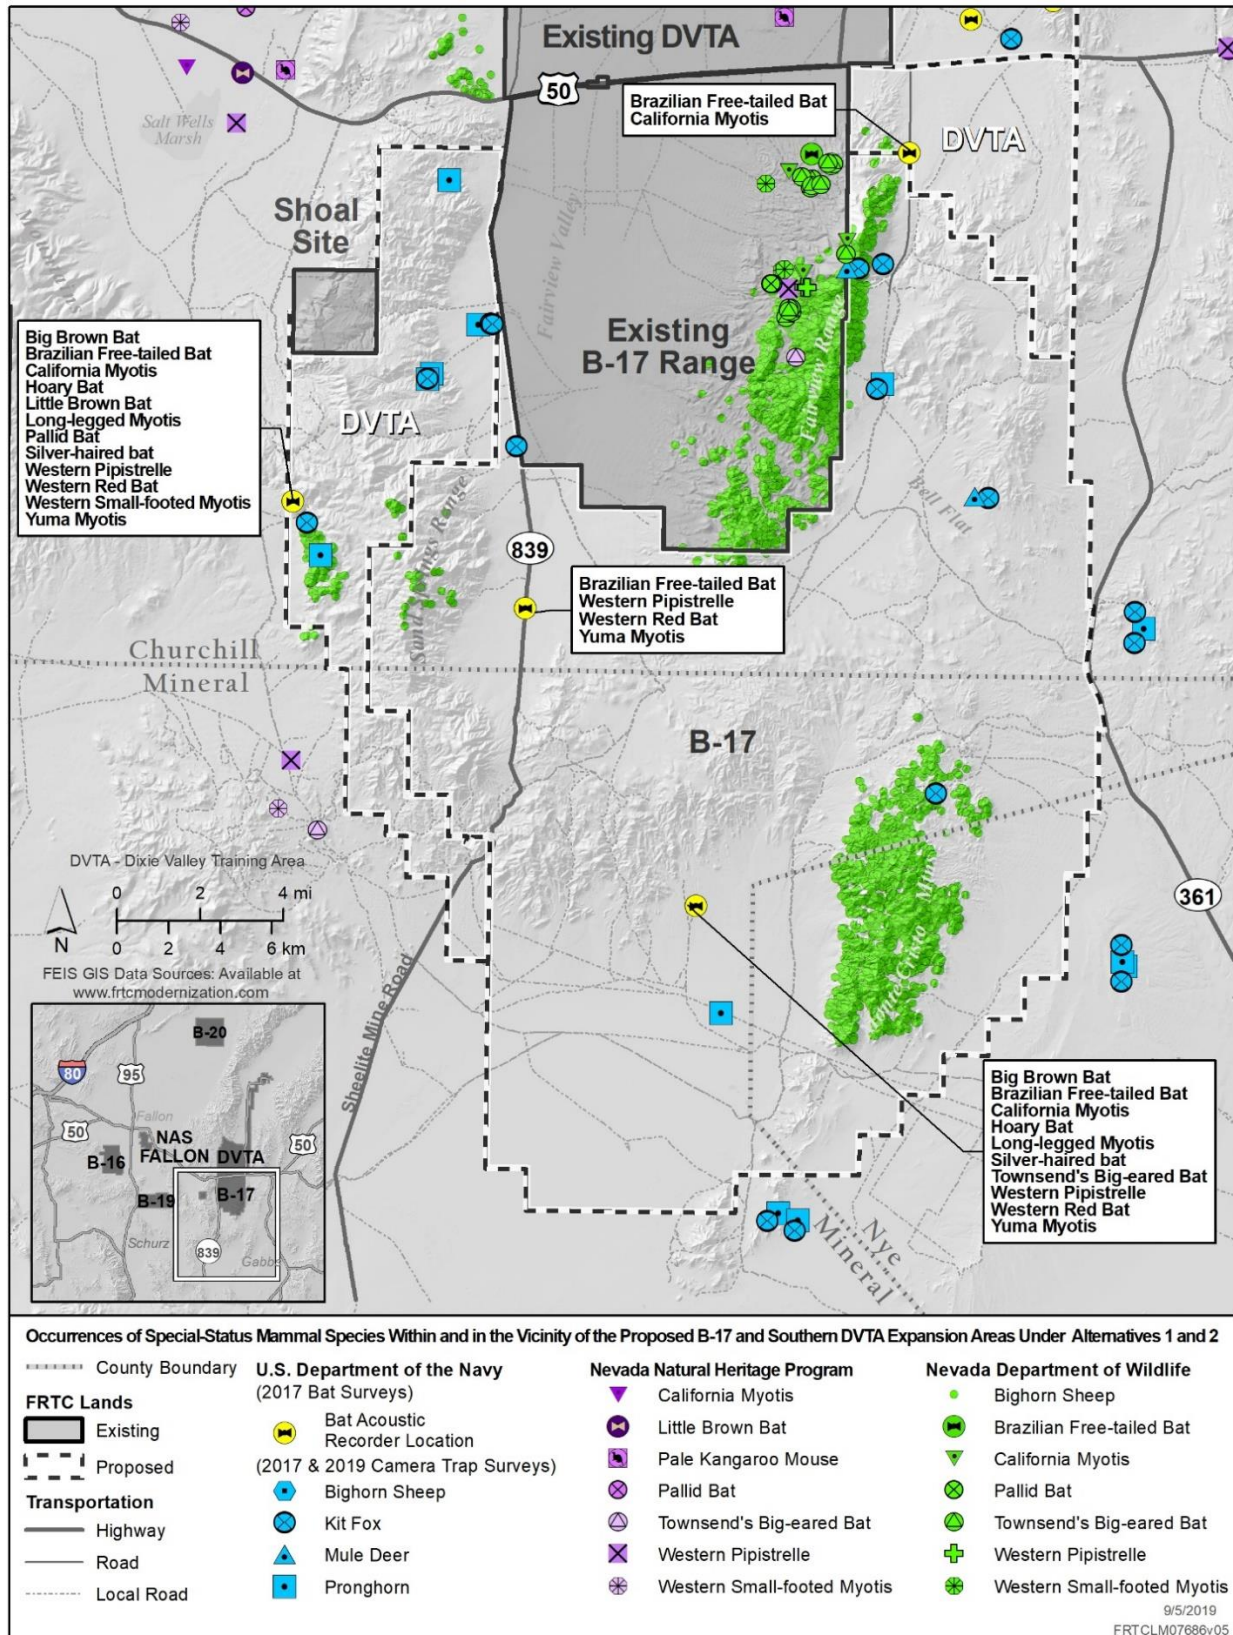 Existing DVTA
50
Brazilian Free-tailed Bat
California Myotis
Salt Wells
Marsh
DVTA
Shoal
Site
Fairview Valley
Existing
B-17 Range
Fairview Range
Big Brown Bat
Brazilian Free-tailed Bat
California Myotis
Hoary Bat
Little Brown Bat
Long-legged Myotis
Pallid Bat
Silver-haired bat
Western Pipistrelle
Western Red Bat
Western Small-footed Myotis
Yuma Myotis
DVTA
Bell Flat
Sand Springs Range
839
Brazilian Free-tailed Bat
Western Pipistrelle
Western Red Bat
Yuma Myotis
Churchill
Mineral
B-17
Monte Cristo Mtns
361
DVTA - Dixie Valley Training Area
0 2 4 mi
0 2 4 6 km
N
FEIS GIS Data Sources: Available at
www.frtcmodernization.com
Sheelite Mine Road
B-20
80
95
50
Fallon
NAS
FALLON
DVTA
50
B-16
B-19
B-17
Schurz
839
Gabbs
Big Brown Bat
Brazilian Free-tailed Bat
California Myotis
Hoary Bat
Long-legged Myotis
Silver-haired bat
Townsend's Big-eared Bat
Western Pipistrelle
Western Red Bat
Yuma Myotis
Nye
Mineral
Occurrences of Special-Status Mammal Species Within and in the Vicinity of the Proposed B-17 and Southern DVTA Expansion Areas Under Alternatives 1 and 2
County Boundary
FRTC Lands
Existing
Proposed
Transportation
Highway
Road
Local Road
U.S. Department of the Navy
(2017 Bat Surveys)
Bat Acoustic
Recorder Location
(2017 & 2019 Camera Trap Surveys)
Bighorn Sheep
Kit Fox
Mule Deer
Pronghorn
Nevada Natural Heritage Program
California Myotis
Little Brown Bat
Pale Kangaroo Mouse
Pallid Bat
Townsend's Big-eared Bat
Western Pipistrelle
Western Small-footed Myotis
Nevada Department of Wildlife
Bighorn Sheep
Brazilian Free-tailed Bat
California Myotis
Pallid Bat
Townsend's Big-eared Bat
Western Pipistrelle
Western Small-footed Myotis
9/5/2019
FRTCLM07686v05